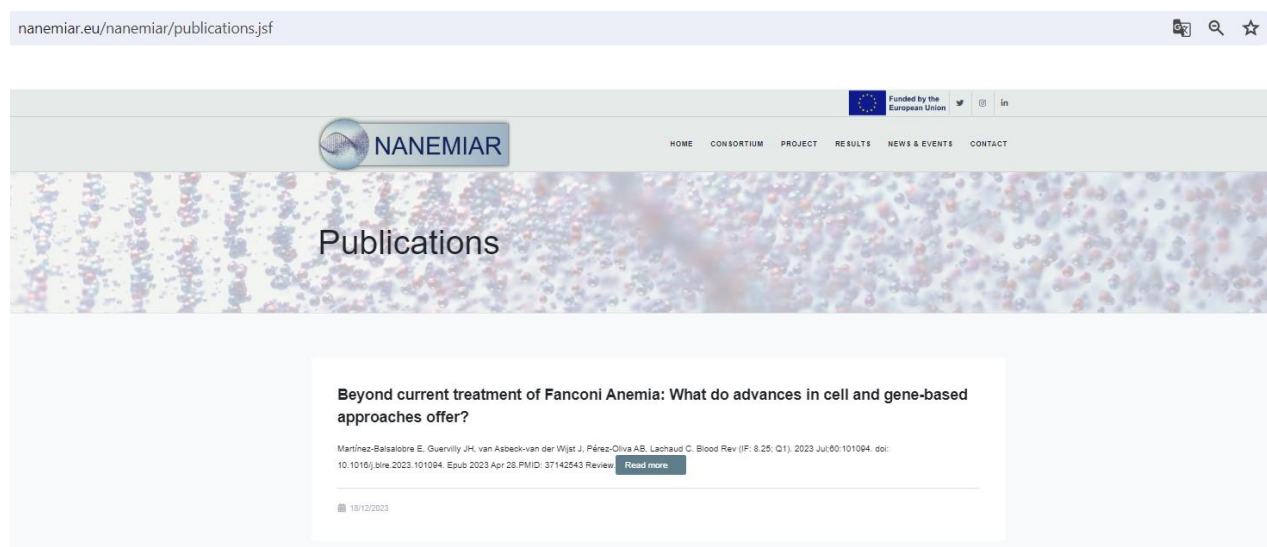 nanemiar.eu/nanemiar/publications.jsf
Funded by the
European Union
in
NANEMIAR
HOME CONSORTIUM PROJECT RESULTS NEWS & EVENTS CONTACT
Publications
Beyond current treatment of Fanconi Anemia: What do advances in cell and gene-based
approaches offer?
Martínez-Balsalobre E, Guervilly JH, van Asbeck-van der Wijst J, Pérez-Oliva AB, Lachaud C. Blood Rev (IF: 8.25; Q1). 2023 Jul;60:101094. doi:
10.1016/j.blre.2023.101094. Epub 2023 Apr 28.PMID: 37142543 Review. Read more
18/12/2023